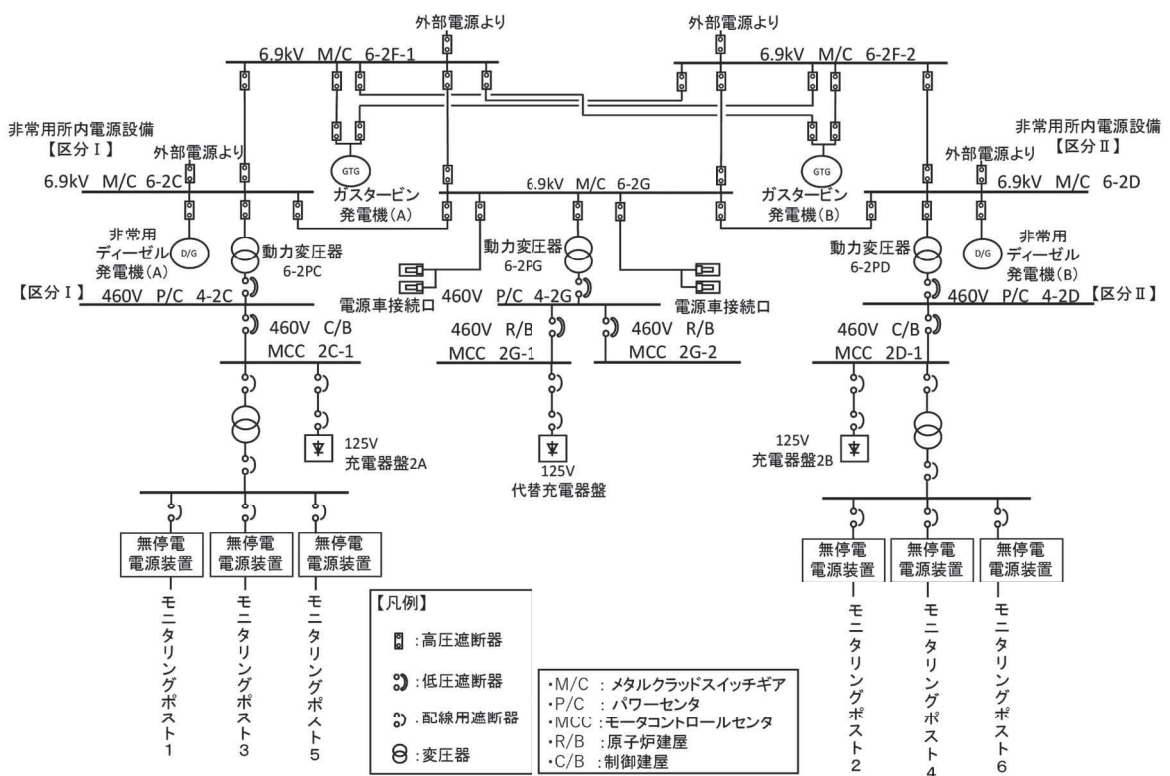 外部電源より
外部電源より
6.9kV M/C 6-2F-1
6.9kV M/C 6-2F-2
非常用所内電源設備
【区分Ⅰ】
外部電源より
6.9kV M/C 6-2C
GTG
ガスタービン
発電機(A)
6.9kV M/C 6-2G
GTG
ガスタービン
発電機(B)
非常用所内電源設備
【区分Ⅱ】
外部電源より
6.9kV M/C 6-2D
非常用
ディーゼル
発電機(A)
D/G
動力変圧器
6-2PC
動力変圧器
6-2PG
動力変圧器
6-2PD
D/G
非常用
ディーゼル
発電機(B)
電源車接続口
電源車接続口
【区分Ⅰ】
460V P/C 4-2C
460V P/C 4-2G
460V P/C 4-2D
【区分Ⅱ】
460V C/B
MCC 2C-1
460V R/B
MCC 2G-1
460V R/B
MCC 2G-2
460V C/B
MCC 2D-1
125V
充電器盤2A
125V
代替充電器盤
125V
充電器盤2B
無停電
電源装置
無停電
電源装置
無停電
電源装置
無停電
電源装置
無停電
電源装置
無停電
電源装置
モニタリングポスト1
モニタリングポスト3
モニタリングポスト5
モニタリングポスト2
モニタリングポスト4
モニタリングポスト6
【凡例】
:高圧遮断器
:低圧遮断器
:配線用遮断器
:変圧器
・M/C :メタルクラッドスイッチギア
・P/C :パワーセンタ
・MCC :モータコントロールセンタ
・R/B :原子炉建屋
・C/B :制御建屋